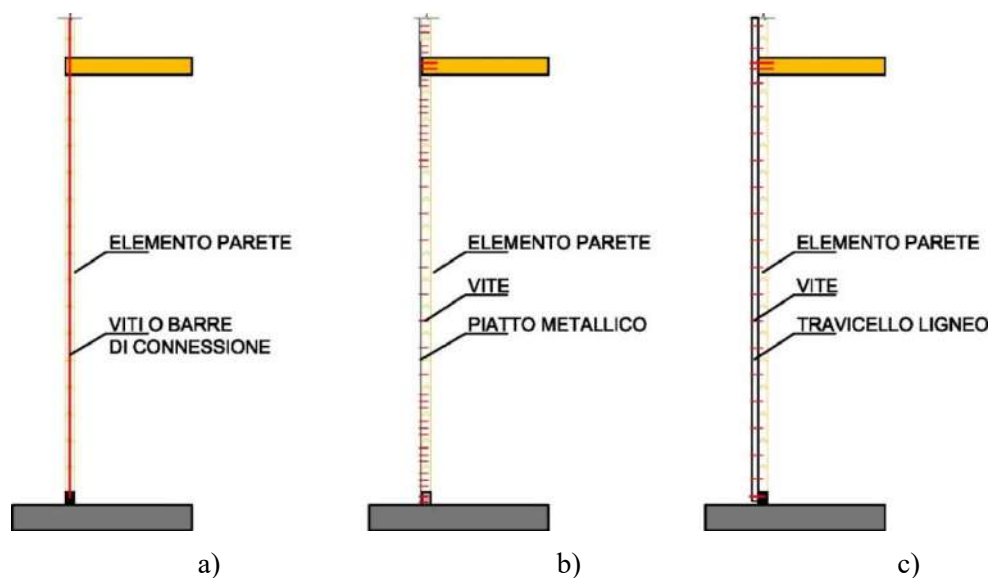 ELEMENTO PARETE
VITI O BARRE
DI CONNESSIONE
a)
ELEMENTO PARETE
VITE
PIATTO METALLICO
b)
ELEMENTO PARETE
VITE
TRAVICELLO LIGNEO
c)